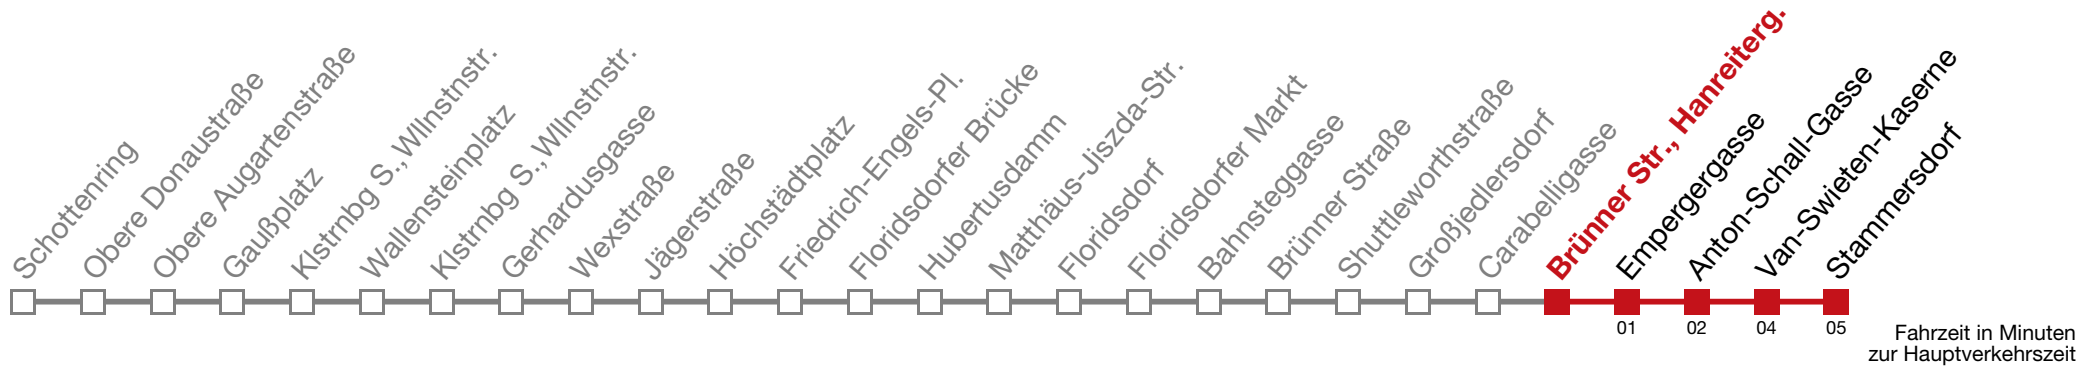 Schottenring
Obere Donaustraße
Obere Augartenstraße
Gaußplatz
Klstrnbg S., Wllnstnstr.
Wallensteinplatz
Klstrnbg S., Wllnstnstr.
Gerhardusgasse
Wexstraße
Jägerstraße
Höchstädtplatz
Friedrich-Engels-Pl.
Floridsdorfer Brücke
Hubertusdamm
Matthäus-Jiszda-Str.
Floridsdorf
Floridsdorfer Markt
Bahnsteggasse
Brünner Straße
Shuttleworthstraße
Großjedlersdorf
Carabelligasse
Brünner Str., Hanreiterg.
Empergergasse
Anton-Schall-Gasse
Van-Swieten-Kaserne
Stammersdorf
01
02
04
05
Fahrzeit in Minuten
zur Hauptverkehrszeit